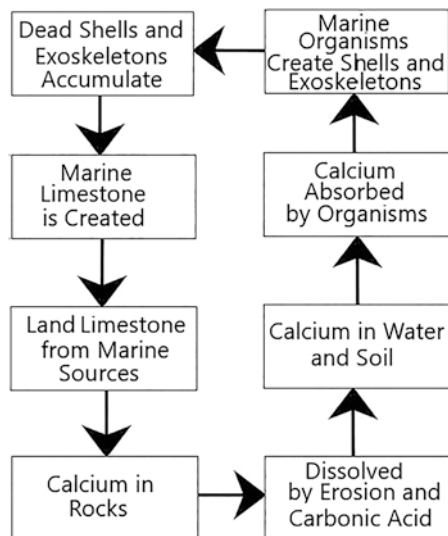 Dead Shells and
Exoskeletons
Accumulate
Marine
Organisms
Create Shells and
Exoskeletons
Marine
Limestone
is Created
Calcium
Absorbed
by Organisms
Land Limestone
from Marine
Sources
Calcium in Water
and Soil
Calcium in
Rocks
Dissolved
by Erosion and
Carbonic Acid